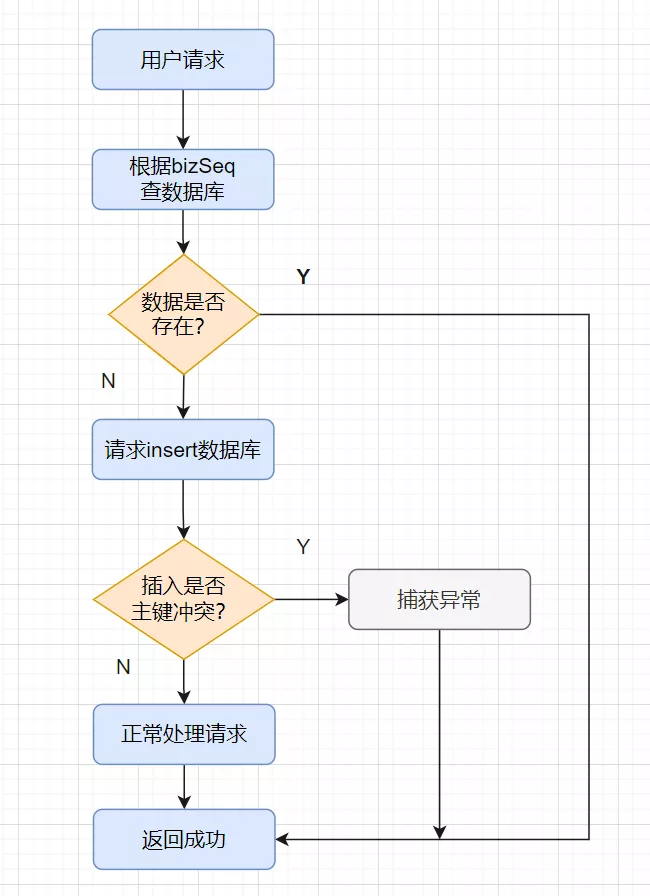 用户请求
根据bizSeq
查数据库
数据是否
存在?
Y
N
请求insert数据库
插入是否
主键冲突?
Y
捕获异常
N
正常处理请求
返回成功